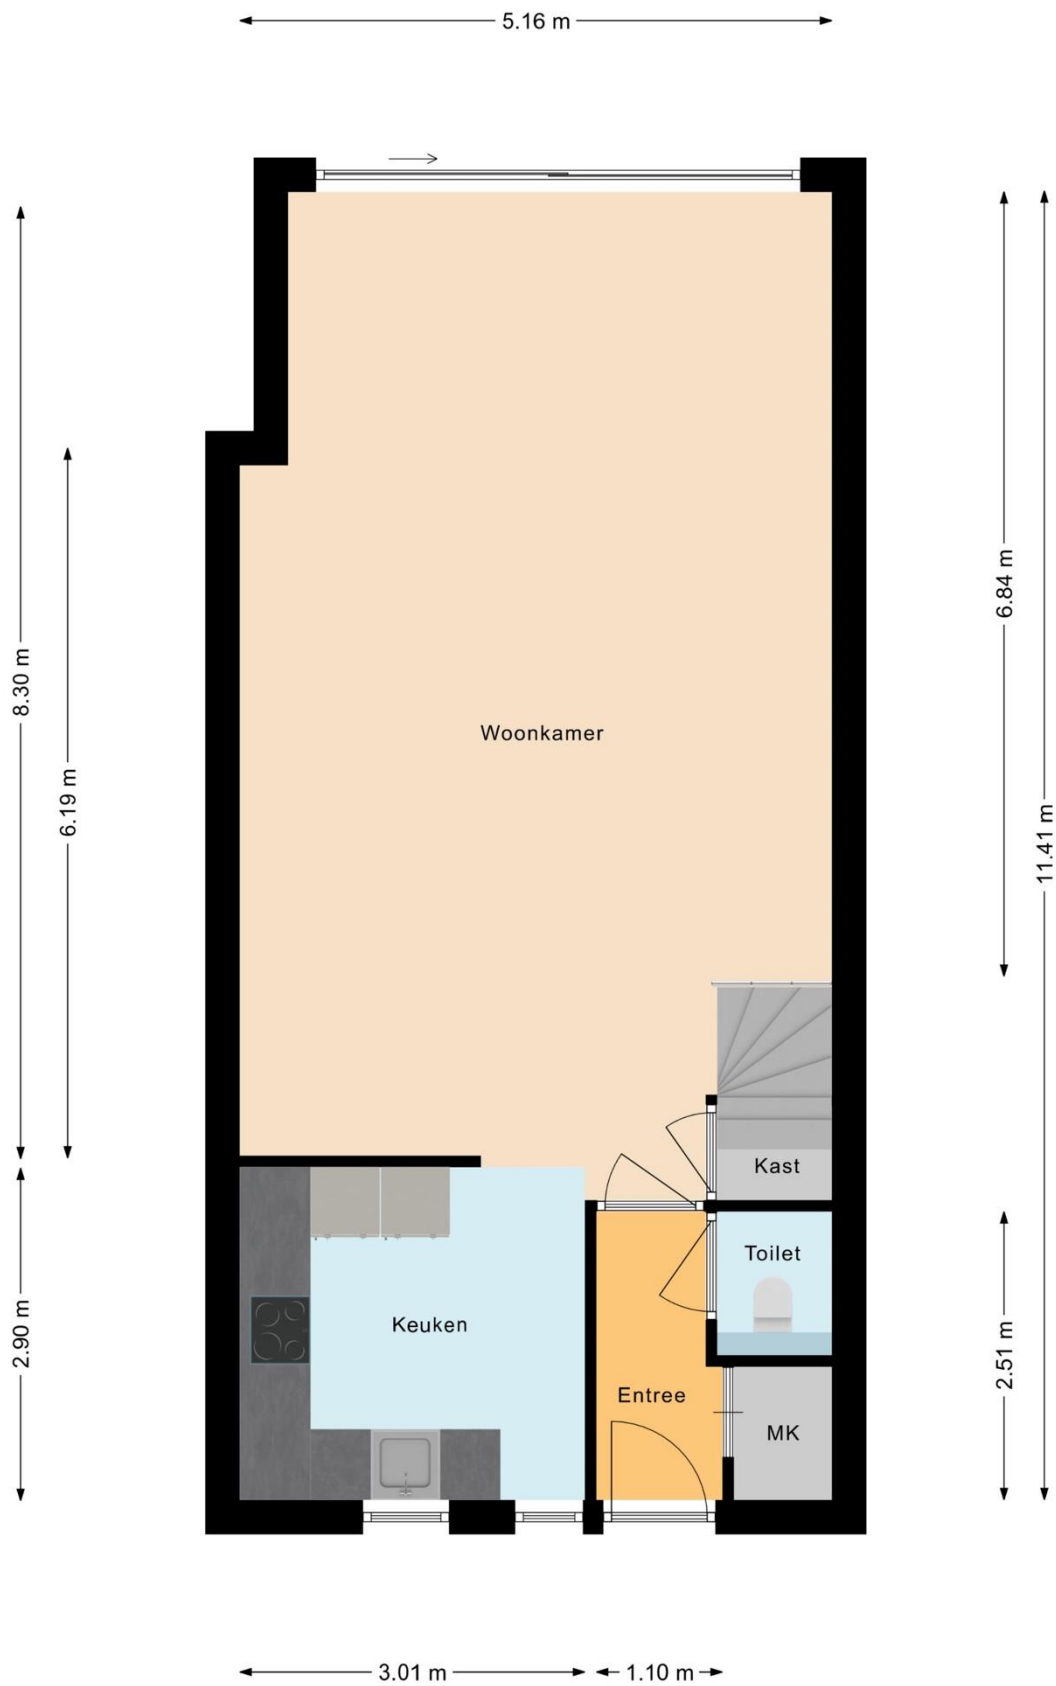 5.16 m
8.30 m
6.19 m
6.84 m
11.41 m
Woonkamer
Kast
Toilet
Keuken
2.90 m
2.51 m
Entree
MK
3.01 m
1.10 m